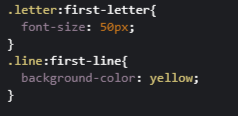 .letter:first-letter{
  font-size: 50px;
}
.line:first-line{
  background-color: yellow;
}